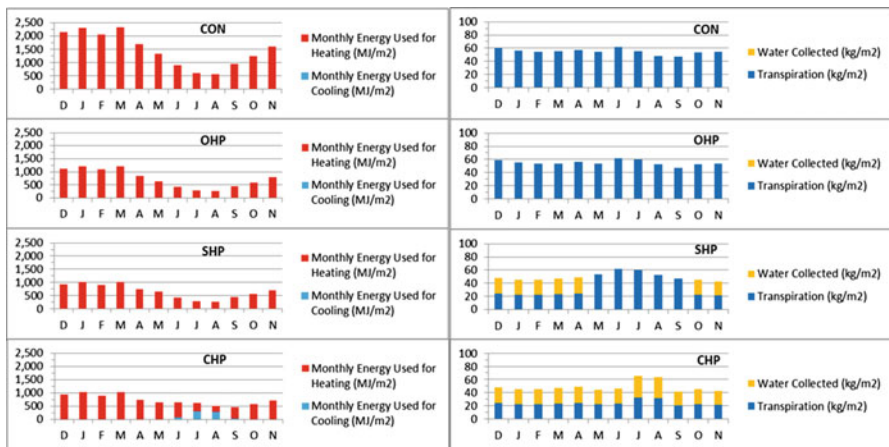 CON
2,500
2,000
1,500
1,000
500
0
D J F M A M J J A S O N
Monthly Energy Used for
Heating (MJ/m2)
Monthly Energy Used for
Cooling (MJ/m2)
OHP
2,500
2,000
1,500
1,000
500
0
D J F M A M J J A S O N
Monthly Energy Used for
Heating (MJ/m2)
Monthly Energy Used for
Cooling (MJ/m2)
SHP
2,500
2,000
1,500
1,000
500
0
D J F M A M J J A S O N
Monthly Energy Used for
Heating (MJ/m2)
Monthly Energy Used for
Cooling (MJ/m2)
CHP
2,500
2,000
1,500
1,000
500
0
D J F M A M J J A S O N
Monthly Energy Used for
Heating (MJ/m2)
Monthly Energy Used for
Cooling (MJ/m2)
CON
100
80
60
40
20
0
D J F M A M J J A S O N
Water Collected (kg/m2)
Transpiration (kg/m2)
OHP
100
80
60
40
20
0
D J F M A M J J A S O N
Water Collected (kg/m2)
Transpiration (kg/m2)
SHP
100
80
60
40
20
0
D J F M A M J J A S O N
Water Collected (kg/m2)
Transpiration (kg/m2)
CHP
100
80
60
40
20
0
D J F M A M J J A S O N
Water Collected (kg/m2)
Transpiration (kg/m2)